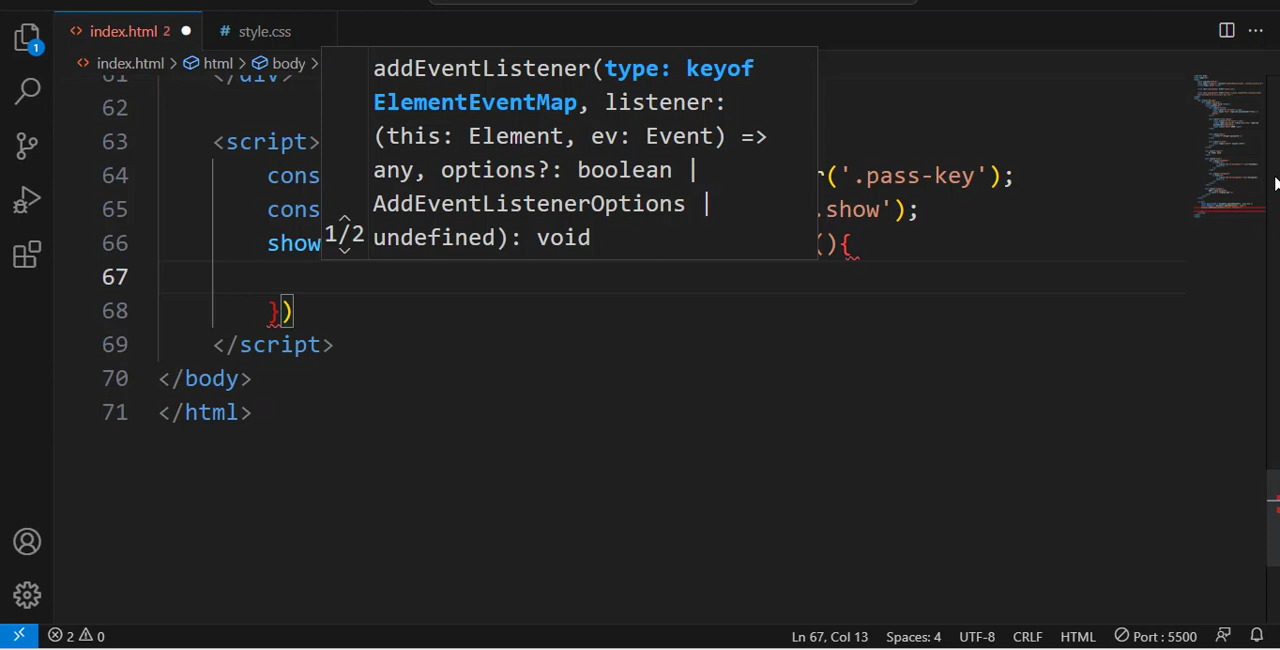 index.html 2
# style.css
index.html > html > body >
addEventListener(type: keyof
ElementEventMap, listener:
(this: Element, ev: Event) =>
any, options?: boolean |
AddEventListenerOptions |
undefined): void
1/2
61 </div>
62
63 <script>
64 cons r('.pass-key');
65 cons .show');
66 show (){
67
68 })
69 </script>
70 </body>
71 </html>
1
2 0
Ln 67, Col 13 Spaces: 4 UTF-8 CRLF HTML Port : 5500